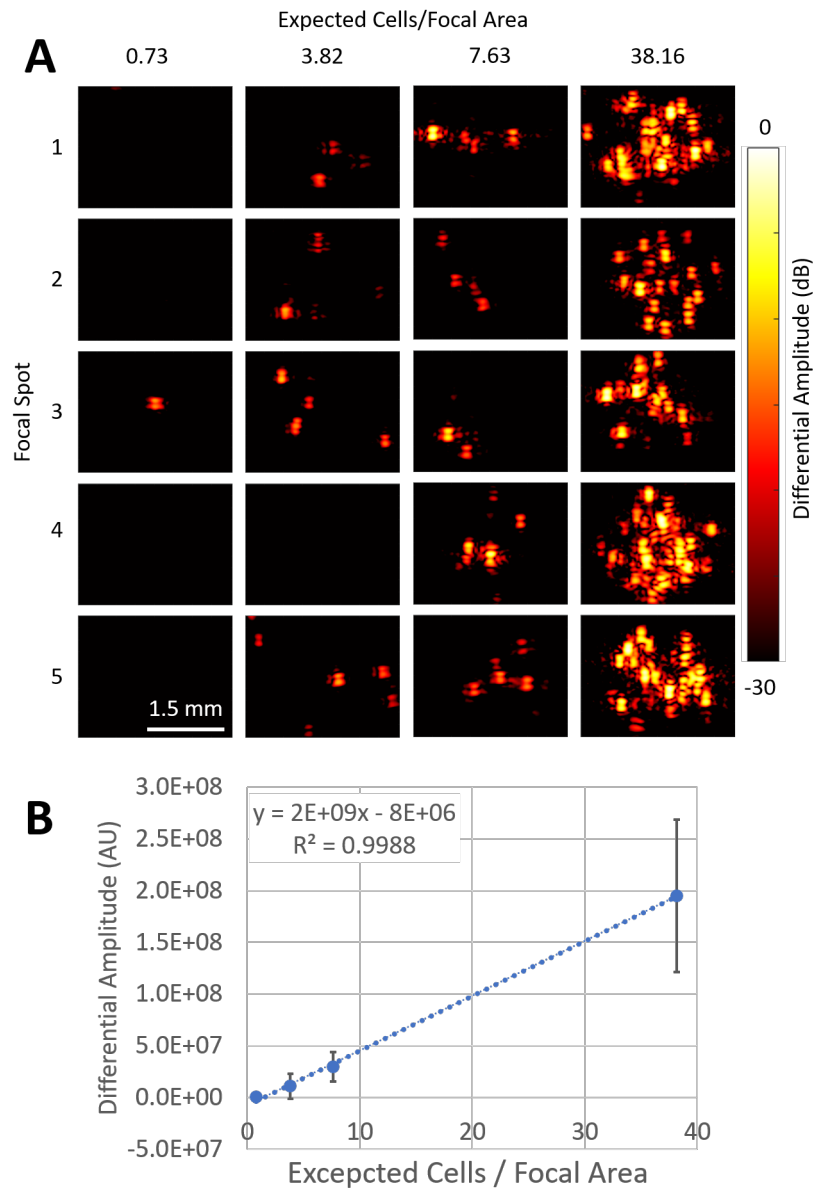 Expected Cells/Focal Area
A
0.73 3.82 7.63 38.16
Focal Spot
1
2
3
4
5
1.5 mm
0
Differential Amplitude (dB)
-30
B
Differential Amplitude (AU)
3.0E+08
2.5E+08
2.0E+08
1.5E+08
1.0E+08
5.0E+07
0.0E+00
-5.0E+07
y = 2E+09x - 8E+06
R² = 0.9988
0 10 20 30 40
Excepcted Cells / Focal Area